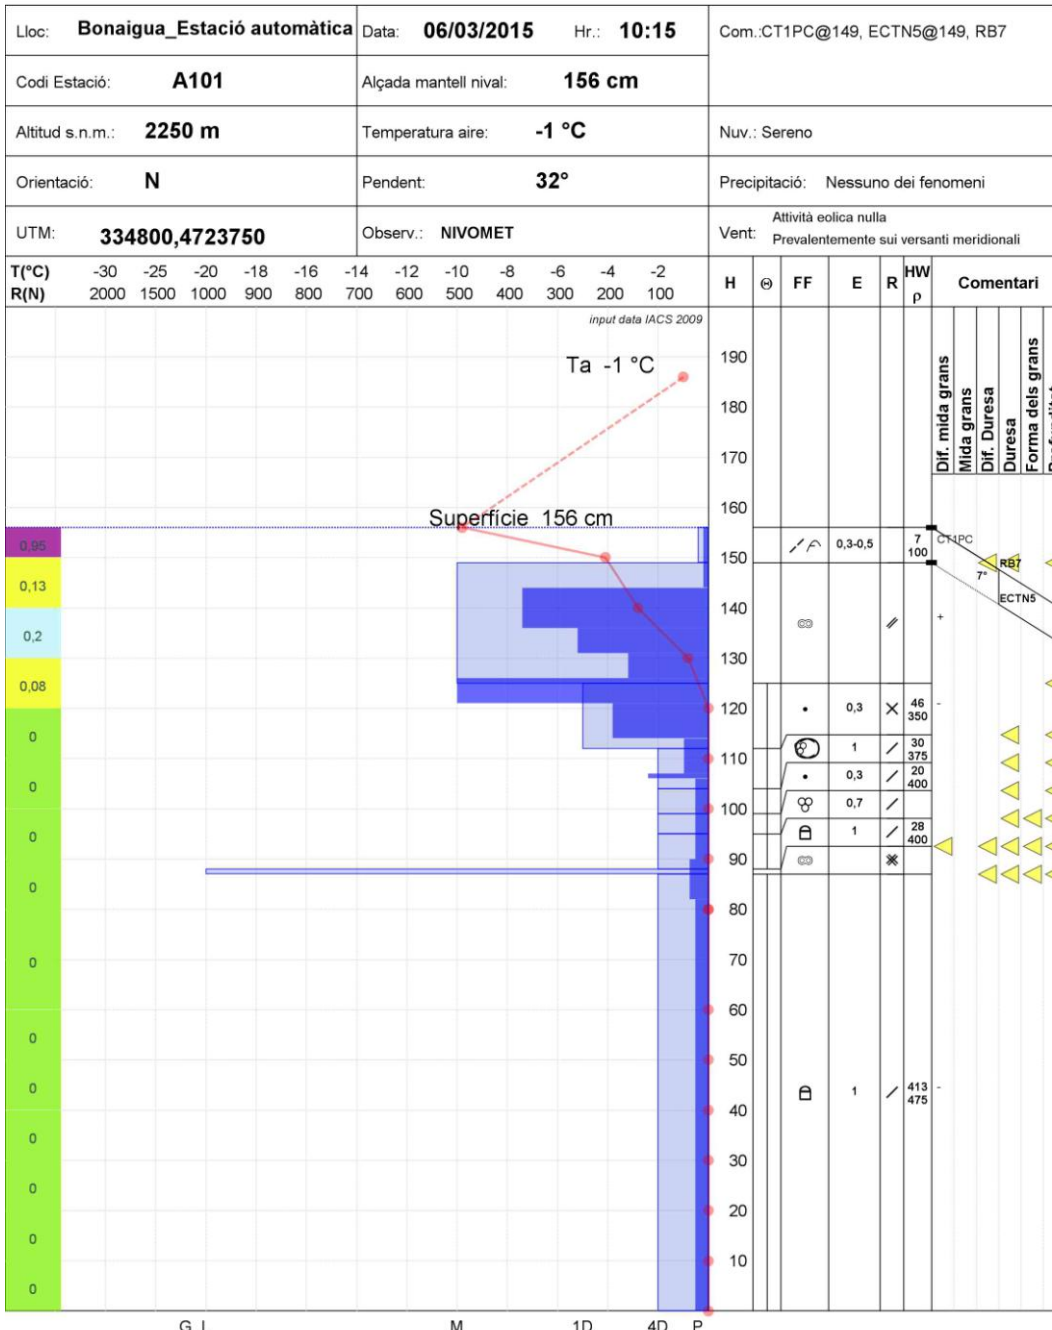 Lloc: Bonaigua_Estació automàtica Data: 06/03/2015 Hr.: 10:15 Com.:CT1PC@149, ECTN5@149, RB7
Codi Estació: A101 Alçada mantell nival: 156 cm
Altitud s.n.m.: 2250 m Temperatura aire: -1 °C Nuv.: Sereno
Orientació: N Pendent: 32° Precipitació: Nessuno dei fenomeni
UTM: 334800,4723750 Observ.: NIVOMET Vent: Attività eolica nulla
Prevalentemente sui versanti meridionali
T(°C) -30 -25 -20 -18 -16 -14 -12 -10 -8 -6 -4 -2
R(N) 2000 1500 1000 900 800 700 600 500 400 300 200 100
H Θ FF E R HW ρ Comentari
input data IACS 2009
Dif. mida grans
Mida grans
Dif. Duresa
Duresa
Forma dels grans
190
Ta -1 °C
180
170
160
Superfície 156 cm
0,95 0,3-0,5 7 100 CT1PC
150
RB7
7°
0,13 ECTN5
140
+
0,2
130
0,08
120 0,3 46 350 -
0
110 1 30 375
0,3 20 400
0
100 0,7
0
1 28 400
90
0
80
70
0
60
0
50
0 1 413 475 -
40
0
30
0
20
0
10
0
G I M 1D 4D P